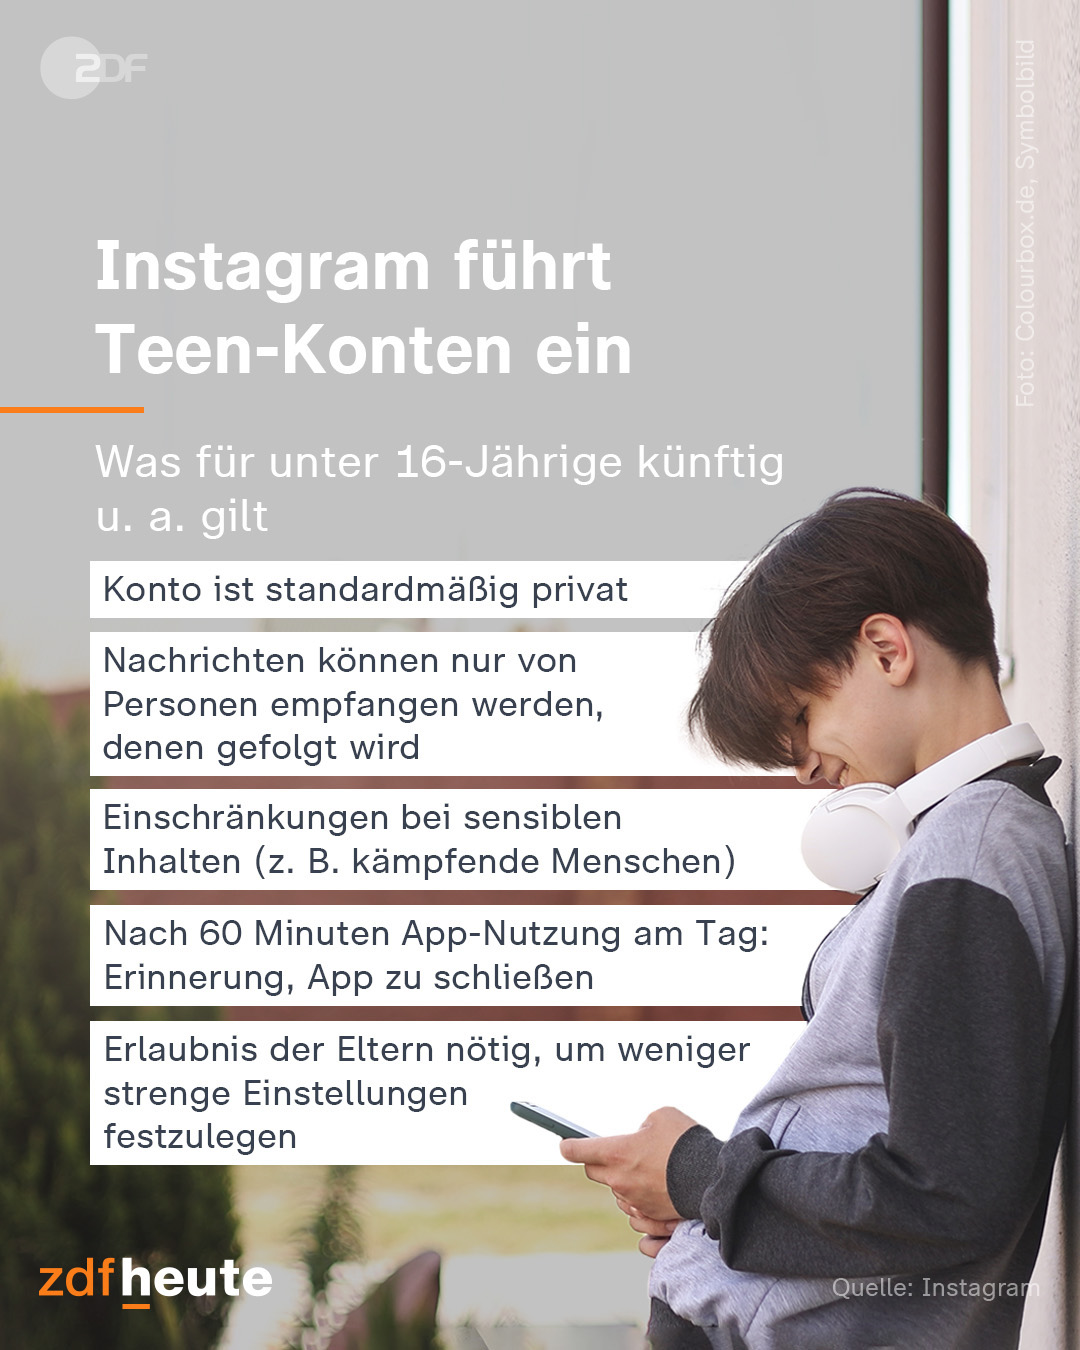 ZDF
Foto: Colourbox.de, Symbolbild
Instagram führt
Teen-Konten ein
Was für unter 16-Jährige künftig
u. a. gilt
Konto ist standardmäßig privat
Nachrichten können nur von
Personen empfangen werden,
denen gefolgt wird
Einschränkungen bei sensiblen
Inhalten (z. B. kämpfende Menschen)
Nach 60 Minuten App-Nutzung am Tag:
Erinnerung, App zu schließen
Erlaubnis der Eltern nötig, um weniger
strenge Einstellungen
festzulegen
zdfheute
Quelle: Instagram